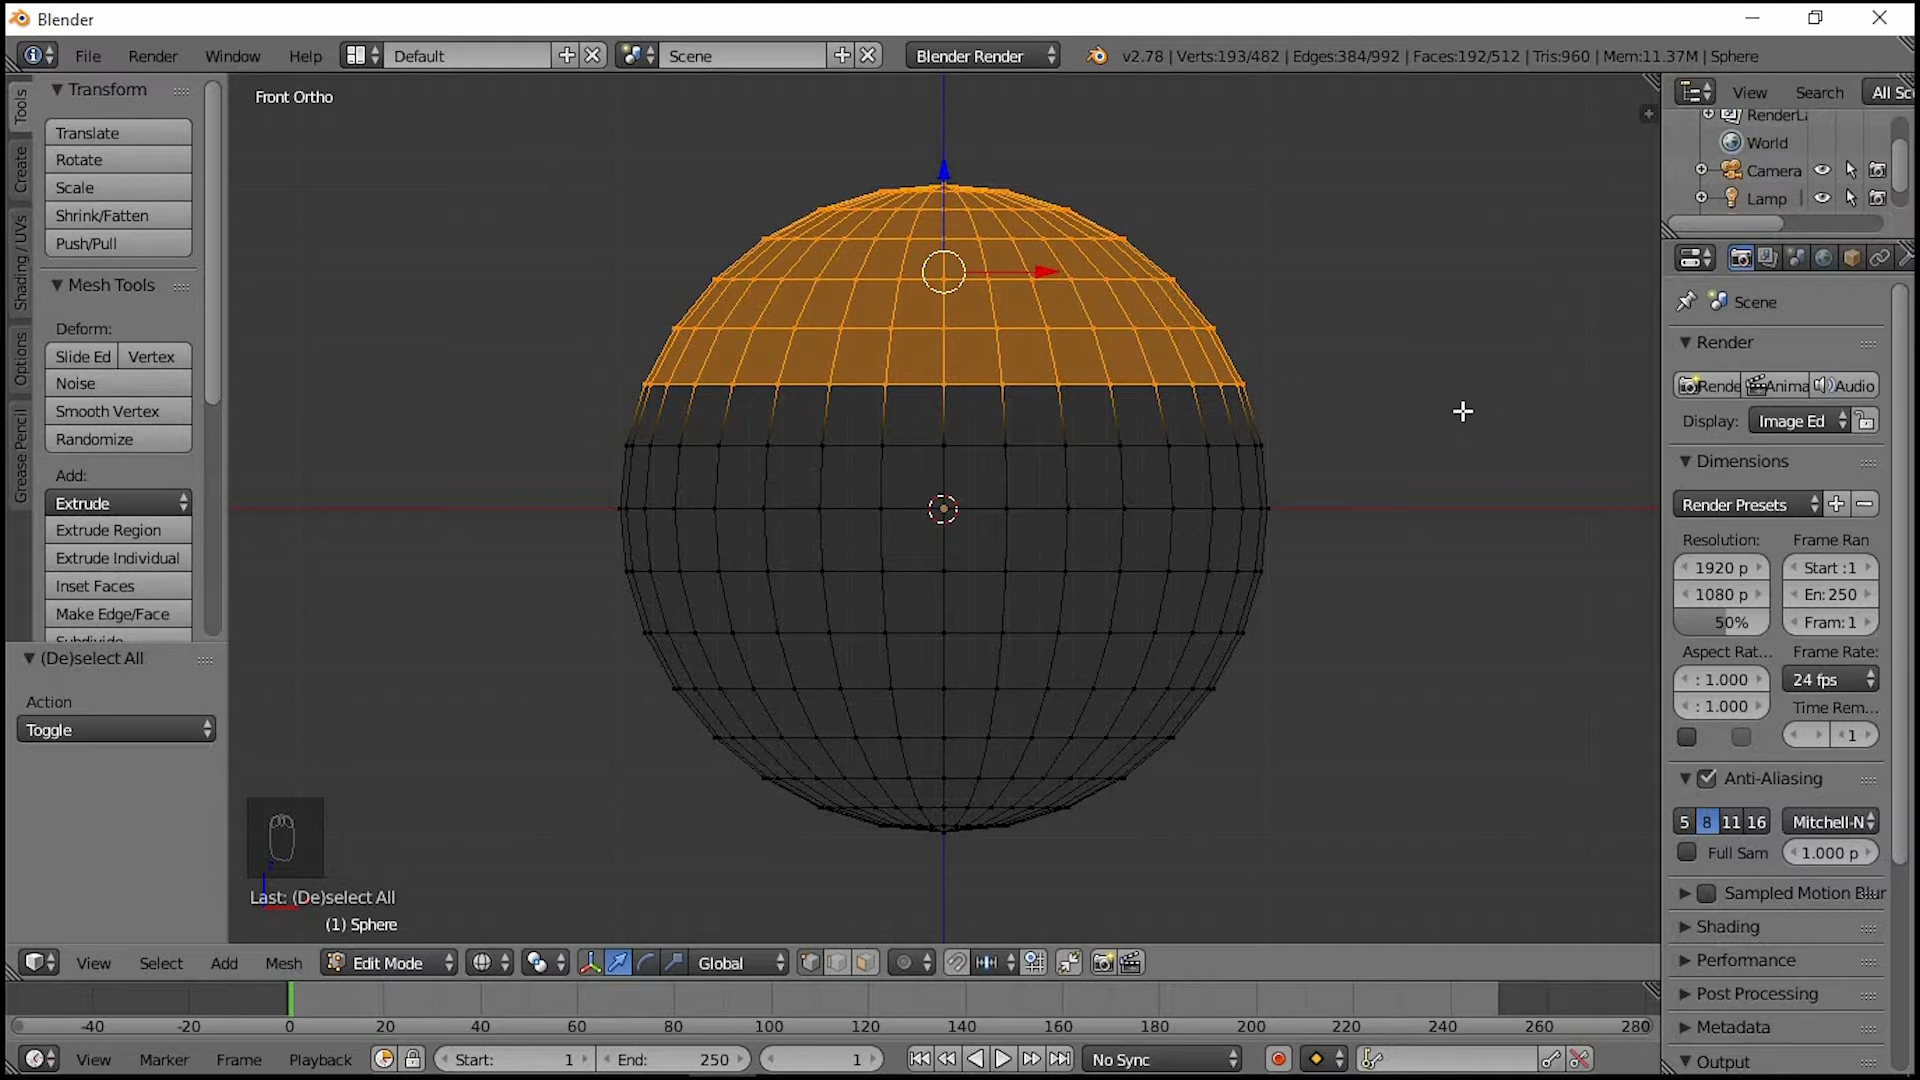 Blender
File Render Window Help Default Scene Blender Render v2.78 | Verts:193/482 | Edges:384/992 | Faces:192/512 | Tris:960 | Mem:11.37M | Sphere
Tools
Create
Shading / UVs
Options
Grease Pencil
Transform
Translate
Rotate
Scale
Shrink/Fatten
Push/Pull
Mesh Tools
Deform:
Slide Ed Vertex
Noise
Smooth Vertex
Randomize
Add:
Extrude
Extrude Region
Extrude Individual
Inset Faces
Make Edge/Face
Subdivide
(De)select All
Action
Toggle
Front Ortho
Last: (De)select All
(1) Sphere
View Search All Sc
RenderLa
World
Camera
Lamp
Scene
Render
Rende Anima Audio
Display: Image Ed
Dimensions
Render Presets
Resolution: Frame Ran
1920 p Start :1
1080 p En: 250
50% Fram: 1
Aspect Rat... Frame Rate:
: 1.000 24 fps
: 1.000 Time Rem...
1
Anti-Aliasing
5 8 11 16 Mitchell-N
Full Sam 1.000 p
Sampled Motion Blur
Shading
Performance
Post Processing
Metadata
Output
View Select Add Mesh Edit Mode Global
-40 -20 0 20 40 60 80 100 120 140 160 180 200 220 240 260 280
View Marker Frame Playback Start: 1 End: 250 1 No Sync